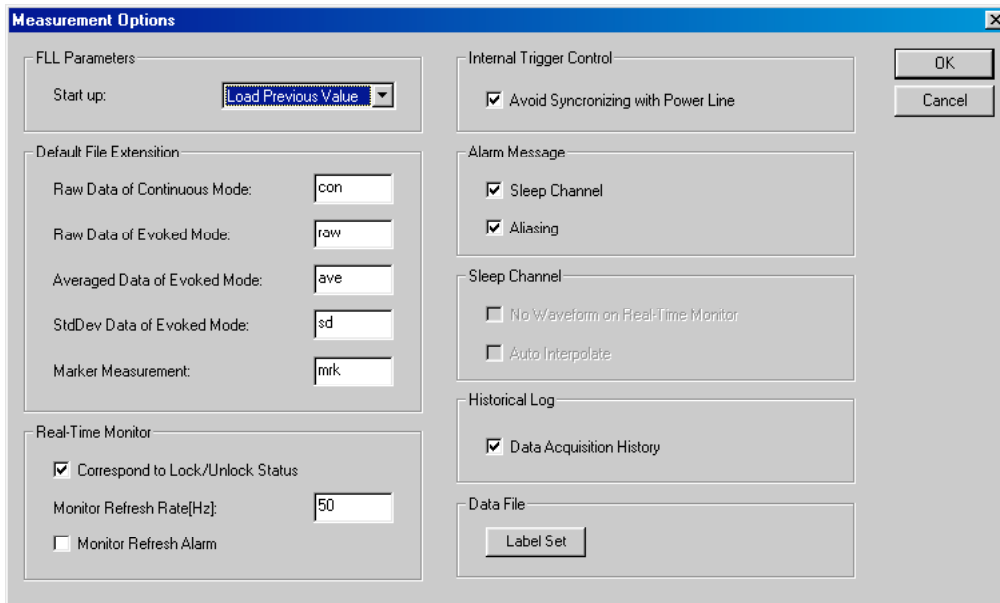 Measurement Options
FLL Parameters
Start up: Load Previous Value
Default File Extensition
Raw Data of Continuous Mode: con
Raw Data of Evoked Mode: raw
Averaged Data of Evoked Mode: ave
StdDev Data of Evoked Mode: sd
Marker Measurement: mrk
Real-Time Monitor
Correspond to Lock/Unlock Status
Monitor Refresh Rate[Hz]: 50
Monitor Refresh Alarm
Internal Trigger Control
Avoid Syncronizing with Power Line
Alarm Message
Sleep Channel
Aliasing
Sleep Channel
No Waveform on Real-Time Monitor
Auto Interpolate
Historical Log
Data Acquisition History
Data File
Label Set
OK
Cancel